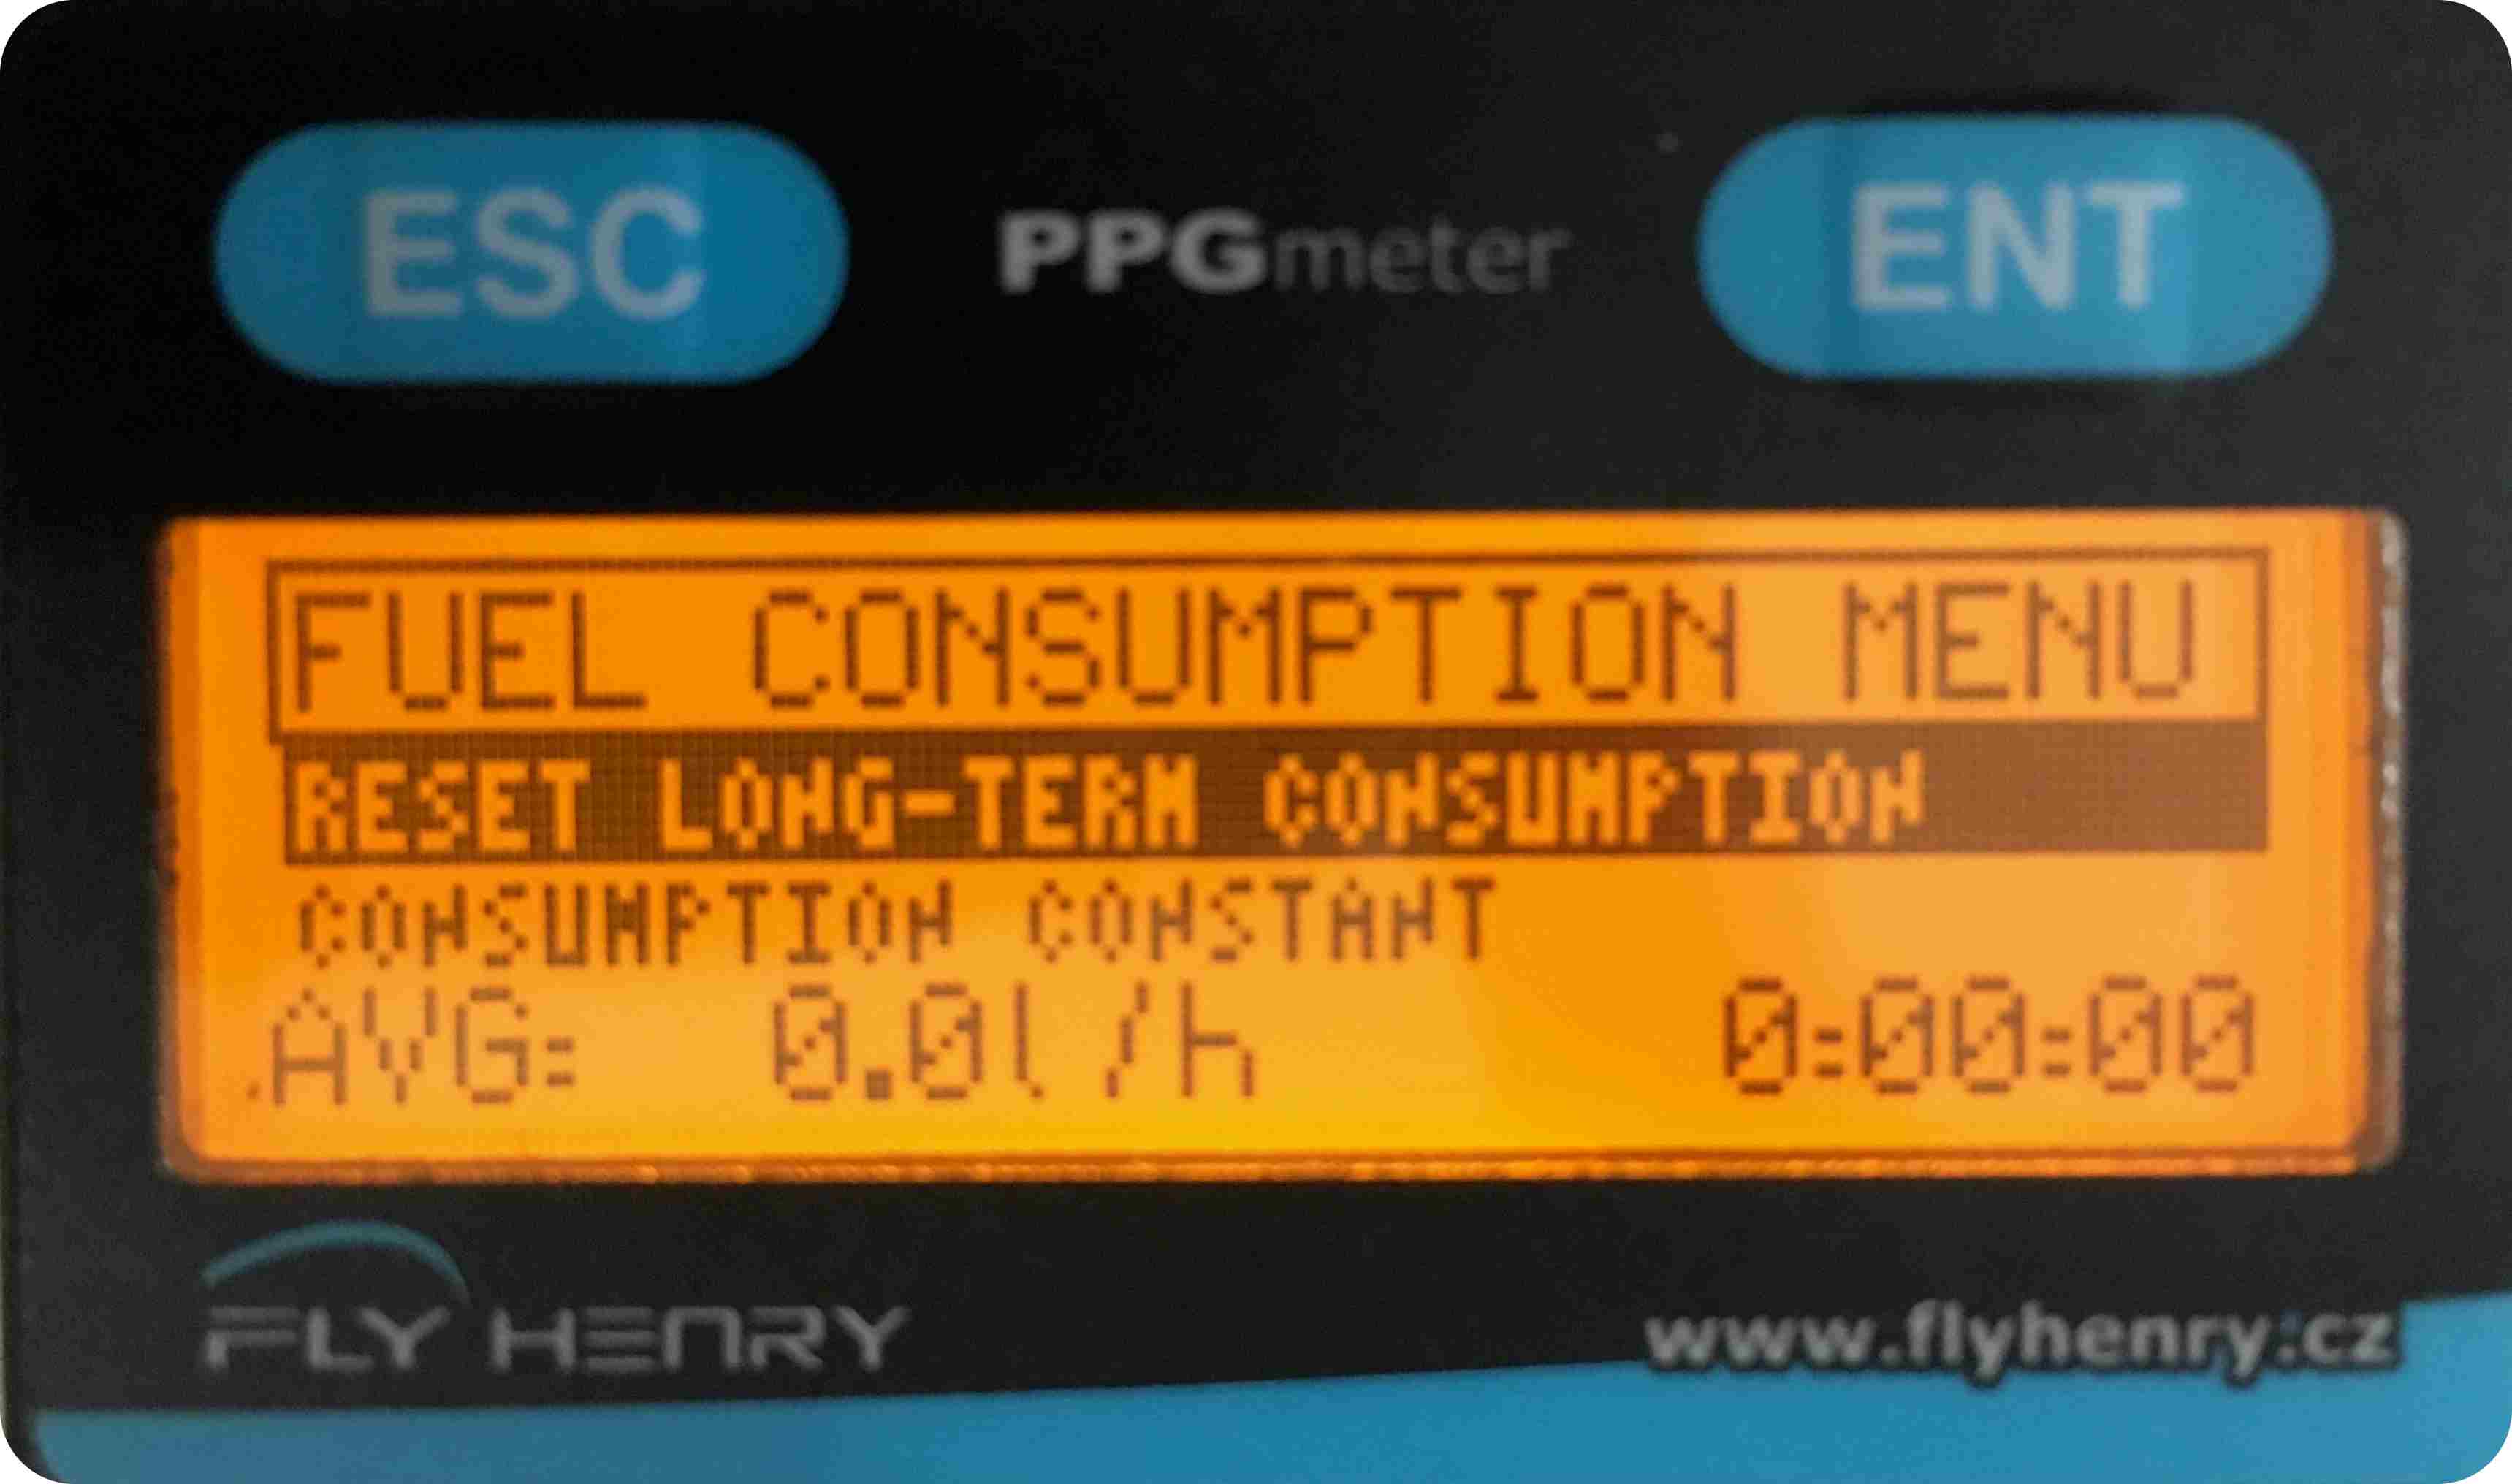 ESC PPGmeter ENT
FUEL CONSUMPTION MENU
RESET LONG-TERM CONSUMPTION
CONSUMPTION CONSTANT
AVG: 0.0l/h 0:00:00
FLY HENRY www.flyhenry.cz